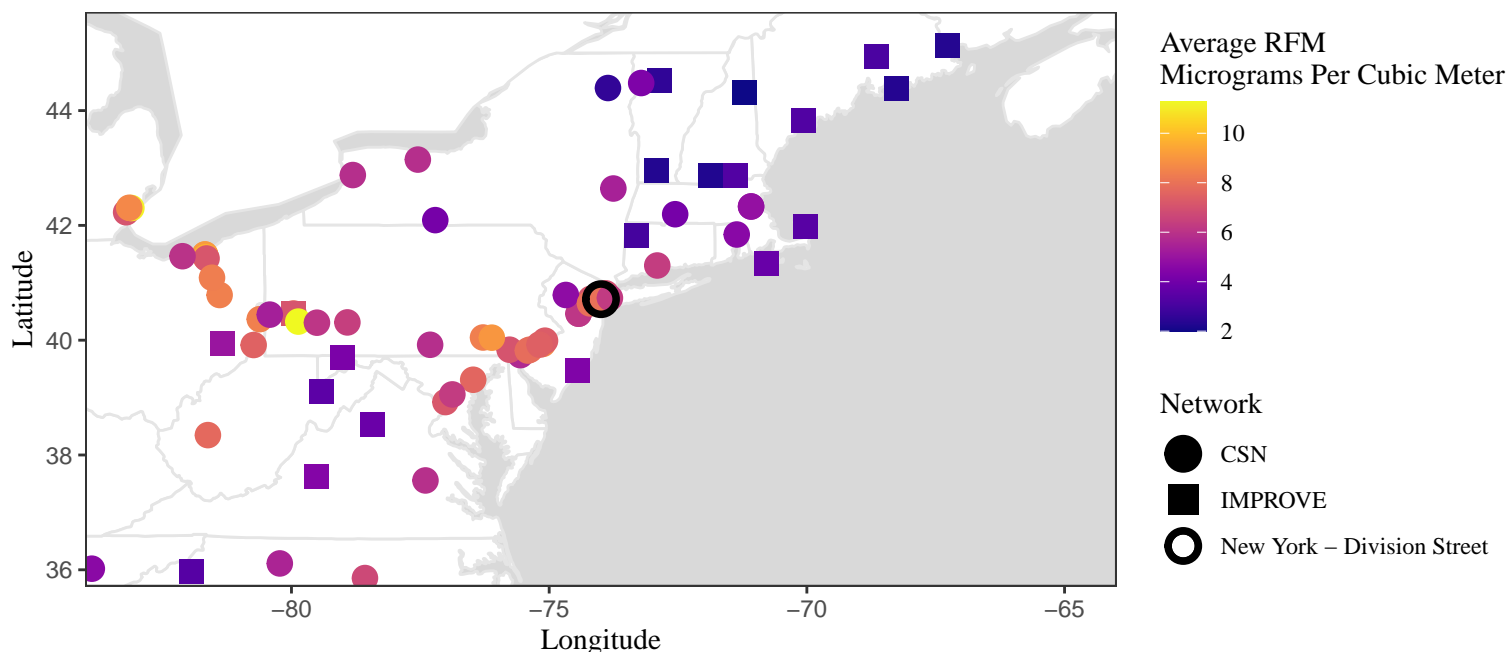 44
42
40
38
36
Latitude
−80
−75
−70
−65
Longitude
Average RFM
Micrograms Per Cubic Meter
10
8
6
4
2
Network
CSN
IMPROVE
New York – Division Street